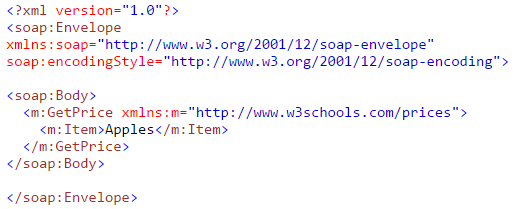 <?xml version="1.0"?>
<soap:Envelope
xmlns:soap="http://www.w3.org/2001/12/soap-envelope"
soap:encodingStyle="http://www.w3.org/2001/12/soap-encoding">

<soap:Body>
  <m:GetPrice xmlns:m="http://www.w3schools.com/prices">
    <m:Item>Apples</m:Item>
  </m:GetPrice>
</soap:Body>

</soap:Envelope>